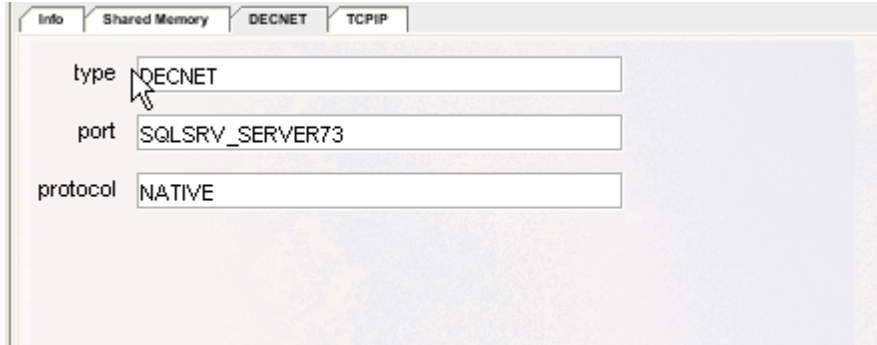 Info Shared Memory DECNET TCPIP
type DECNET
port SQLSRV_SERVER73
protocol NATIVE